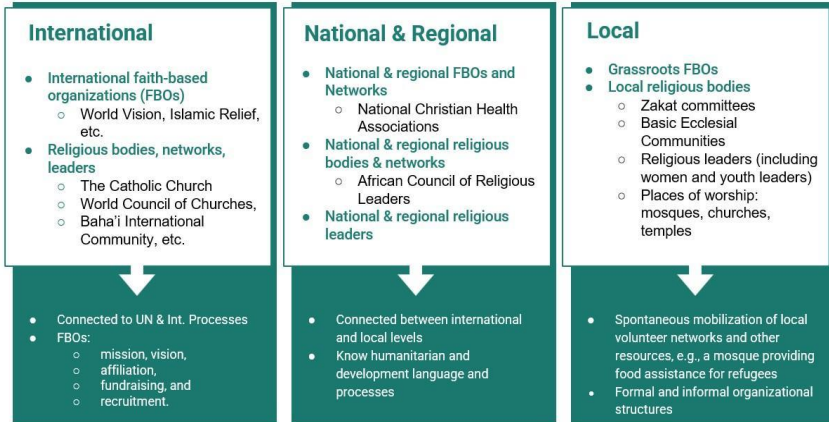 International
● International faith-based
organizations (FBOs)
○ World Vision, Islamic Relief,
etc.
● Religious bodies, networks,
leaders
○ The Catholic Church
○ World Council of Churches,
○ Baha’i International
Community, etc.
● Connected to UN & Int. Processes
● FBOs:
○ mission, vision,
○ affiliation,
○ fundraising, and
○ recruitment.
National & Regional
● National & regional FBOs and
Networks
○ National Christian Health
Associations
● National & regional religious
bodies & networks
○ African Council of Religious
Leaders
● National & regional religious
leaders
● Connected between international
and local levels
● Know humanitarian and
development language and
processes
Local
● Grassroots FBOs
● Local religious bodies
○ Zakat committees
○ Basic Ecclesial
Communities
○ Religious leaders (including
women and youth leaders)
○ Places of worship:
mosques, churches,
temples
● Spontaneous mobilization of local
volunteer networks and other
resources, e.g., a mosque providing
food assistance for refugees
● Formal and informal organizational
structures